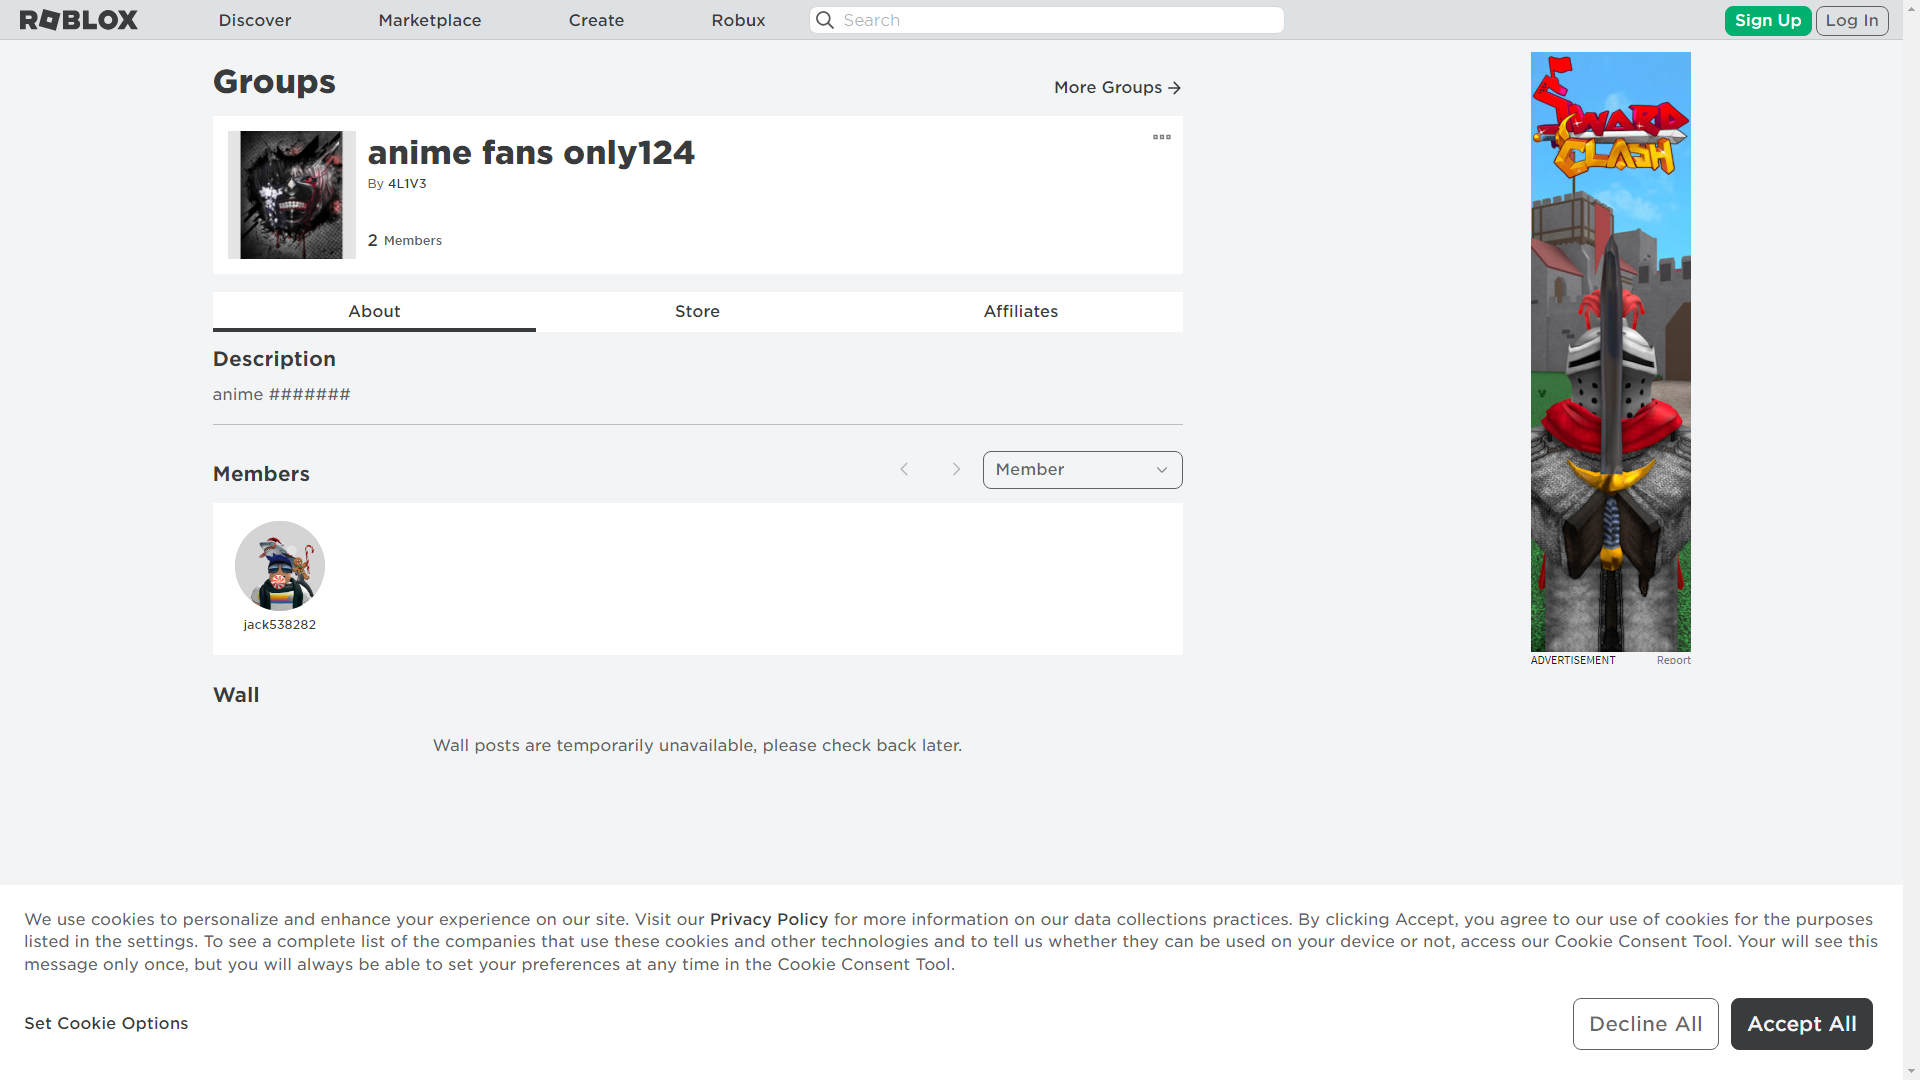 ROBLOX
Discover
Marketplace
Create
Robux
Search
Sign Up
Log In
Groups
More Groups
anime fans only124
By 4L1V3
2 Members
About
Store
Affiliates
Description
anime #######
Members
Member
jack538282
Wall
Wall posts are temporarily unavailable, please check back later.
SWORD
CLASH
V
ADVERTISEMENT
Report
We use cookies to personalize and enhance your experience on our site. Visit our Privacy Policy for more information on our data collections practices. By clicking Accept, you agree to our use of cookies for the purposes
listed in the settings. To see a complete list of the companies that use these cookies and other technologies and to tell us whether they can be used on your device or not, access our Cookie Consent Tool. Your will see this
message only once, but you will always be able to set your preferences at any time in the Cookie Consent Tool.
Set Cookie Options
Decline All
Accept All